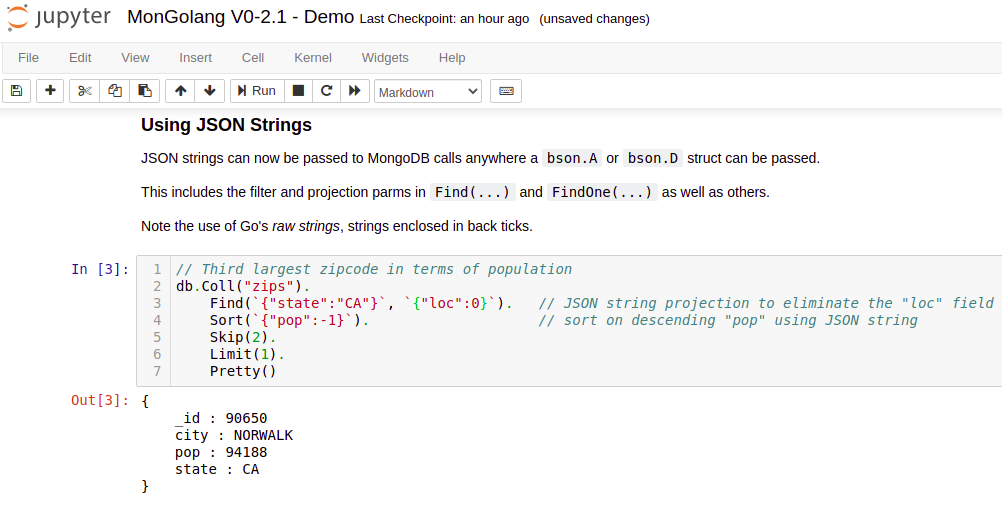 jupyter MonGolang V0-2.1 - Demo Last Checkpoint: an hour ago (unsaved changes)
File Edit View Insert Cell Kernel Widgets Help
Run Markdown
Using JSON Strings
JSON strings can now be passed to MongoDB calls anywhere a bson.A or bson.D struct can be passed.
This includes the filter and projection parms in Find(...) and FindOne(...) as well as others.
Note the use of Go's raw strings, strings enclosed in back ticks.
In [3]: 1 // Third largest zipcode in terms of population
2 db.Coll("zips").
3 Find(`{"state":"CA"}`, `{"loc":0}`). // JSON string projection to eliminate the "loc" field
4 Sort(`{"pop":-1}`). // sort on descending "pop" using JSON string
5 Skip(2).
6 Limit(1).
7 Pretty()
Out[3]: {
_id : 90650
city : NORWALK
pop : 94188
state : CA
}